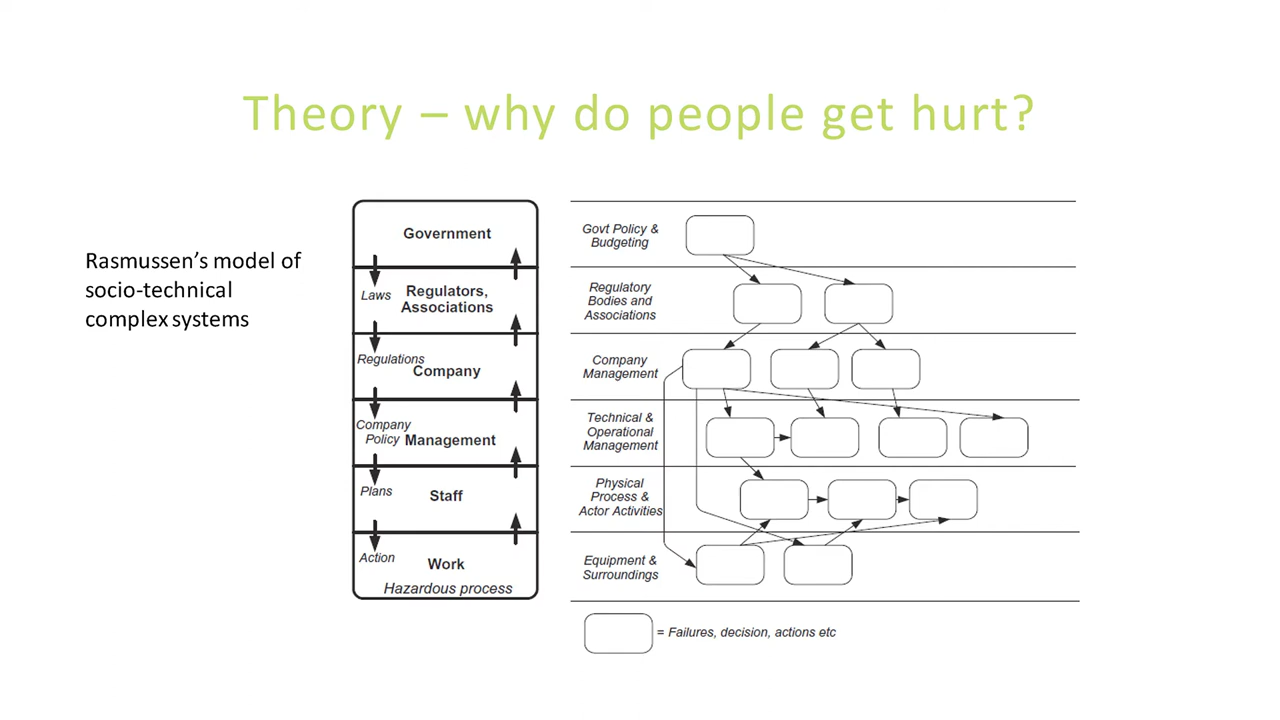 Theory – why do people get hurt?
Rasmussen’s model of
socio-technical
complex systems
Government
Laws
Regulators,
Associations
Regulations
Company
Company
Policy
Management
Plans
Staff
Action
Work
Hazardous process
Govt Policy &
Budgeting
Regulatory
Bodies and
Associations
Company
Management
Technical &
Operational
Management
Physical
Process &
Actor Activities
Equipment &
Surroundings
= Failures, decision, actions etc